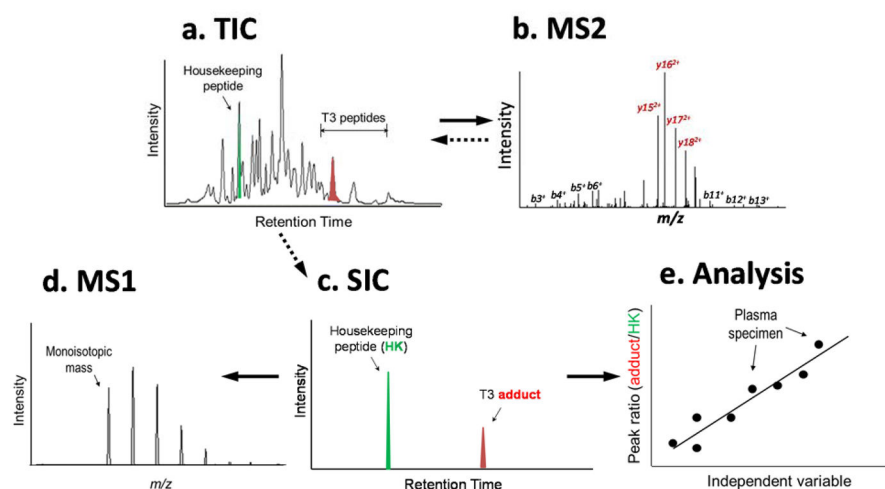 a. TIC
Intensity
Housekeeping
peptide
T3 peptides
Retention Time
b. MS2
Intensity
y16²⁺
y15²⁺
y17²⁺
y18²⁺
b3⁺
b4⁺
b5⁺
b6⁺
b11⁺
b12⁺
b13⁺
m/z
d. MS1
Intensity
Monoisotopic
mass
m/z
c. SIC
Intensity
Housekeeping
peptide (HK)
T3 adduct
Retention Time
e. Analysis
Peak ratio (adduct/HK)
Plasma
specimen
Independent variable